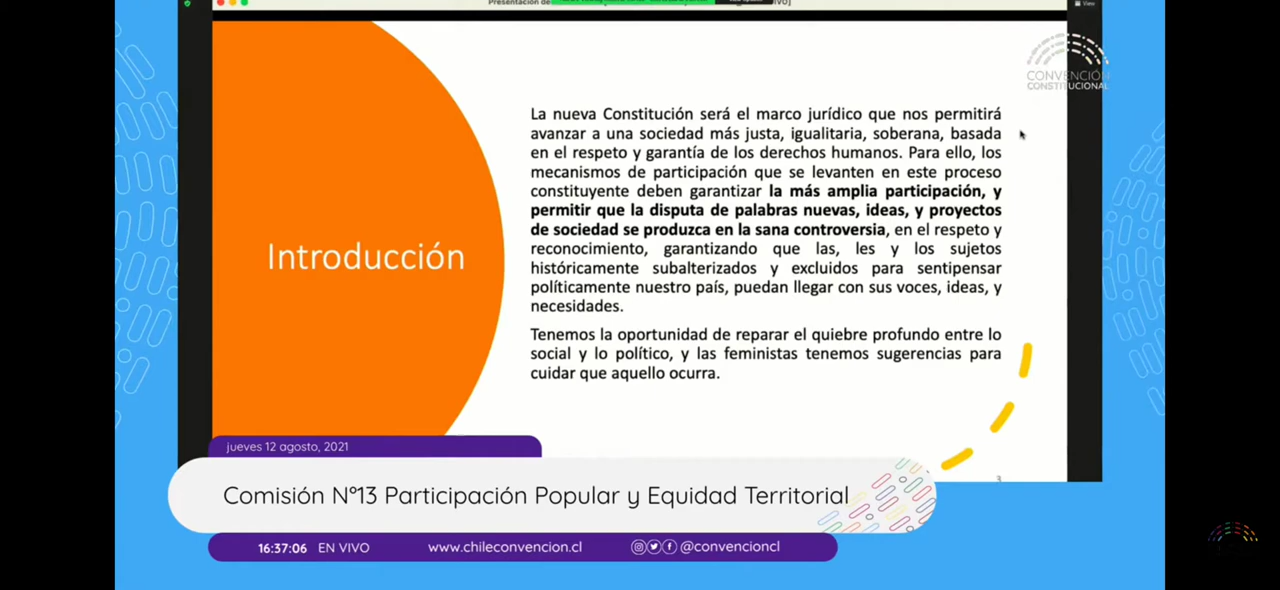 Presentación de
View
CONVENCIÓN
CONSTITUCIONAL
La nueva Constitución será el marco jurídico que nos permitirá
avanzar a una sociedad más justa, igualitaria, soberana, basada
en el respeto y garantía de los derechos humanos. Para ello, los
mecanismos de participación que se levanten en este proceso
constituyente deben garantizar la más amplia participación, y
permitir que la disputa de palabras nuevas, ideas, y proyectos
de sociedad se produzca en la sana controversia, en el respeto y
reconocimiento, garantizando que las, les y los sujetos
históricamente subalterizados y excluidos para sentipensar
políticamente nuestro país, puedan llegar con sus voces, ideas, y
necesidades.
Introducción
Tenemos la oportunidad de reparar el quiebre profundo entre lo
social y lo político, y las feministas tenemos sugerencias para
cuidar que aquello ocurra.
3
jueves 12 agosto, 2021
Comisión N°13 Participación Popular y Equidad Territorial
16:37:06 EN VIVO www.chileconvencion.cl @convencioncl